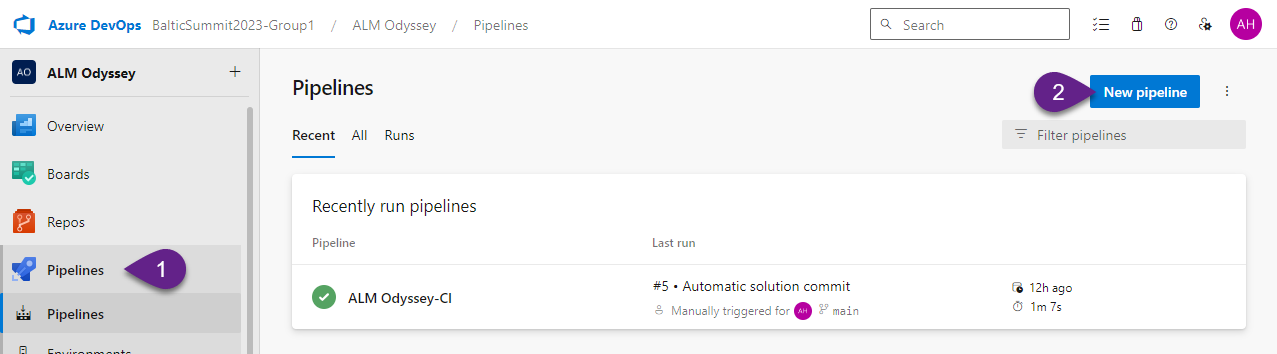 Azure DevOps BalticSummit2023-Group1 / ALM Odyssey / Pipelines Search AH
AO ALM Odyssey +
Overview
Boards
Repos
Pipelines 1
Pipelines
Environments
Pipelines 2 New pipeline
Recent All Runs Filter pipelines
Recently run pipelines
Pipeline Last run
ALM Odyssey-CI #5 • Automatic solution commit 12h ago
Manually triggered for AH main 1m 7s